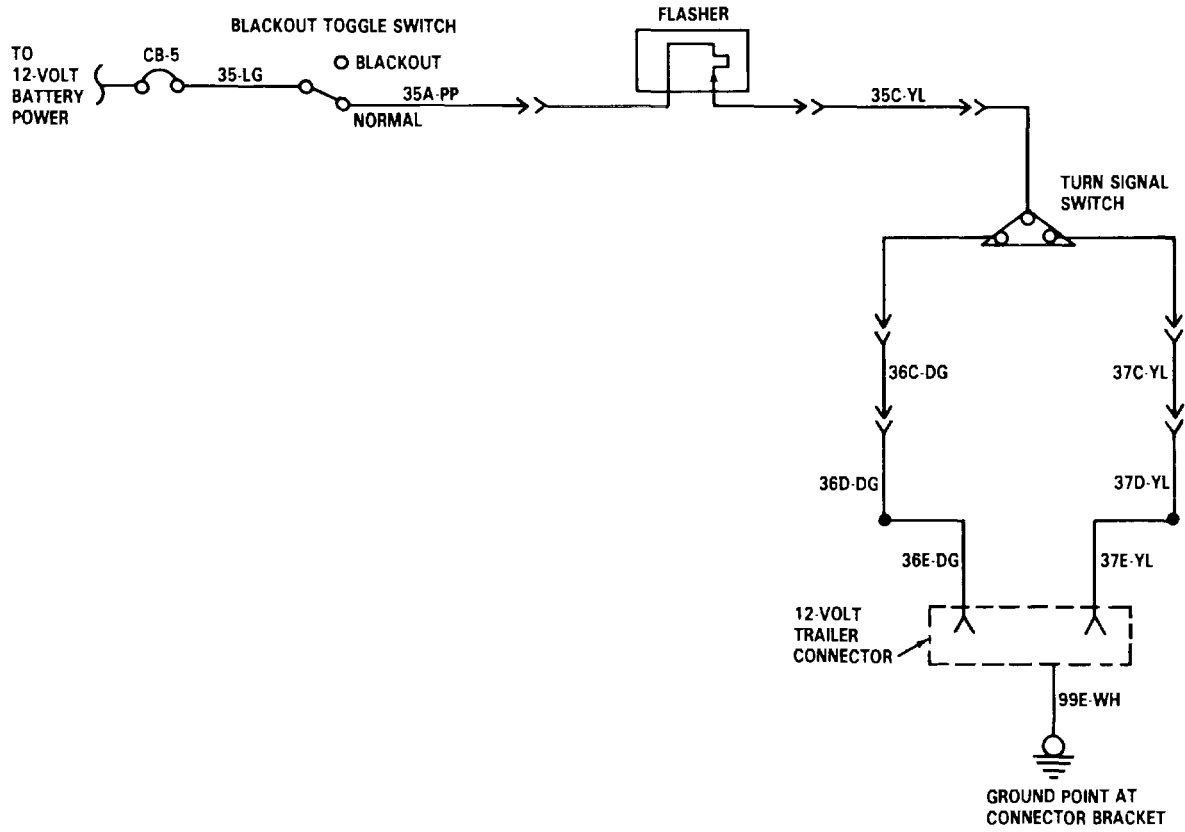 FLASHER
BLACKOUT TOGGLE SWITCH
TO
12-VOLT
BATTERY
POWER
CB-5
35-LG
BLACKOUT
35A-PP
NORMAL
35C-YL
TURN SIGNAL
SWITCH
36C-DG
37C-YL
36D-DG
37D-YL
36E-DG
37E-YL
12-VOLT
TRAILER
CONNECTOR
99E-WH
GROUND POINT AT
CONNECTOR BRACKET